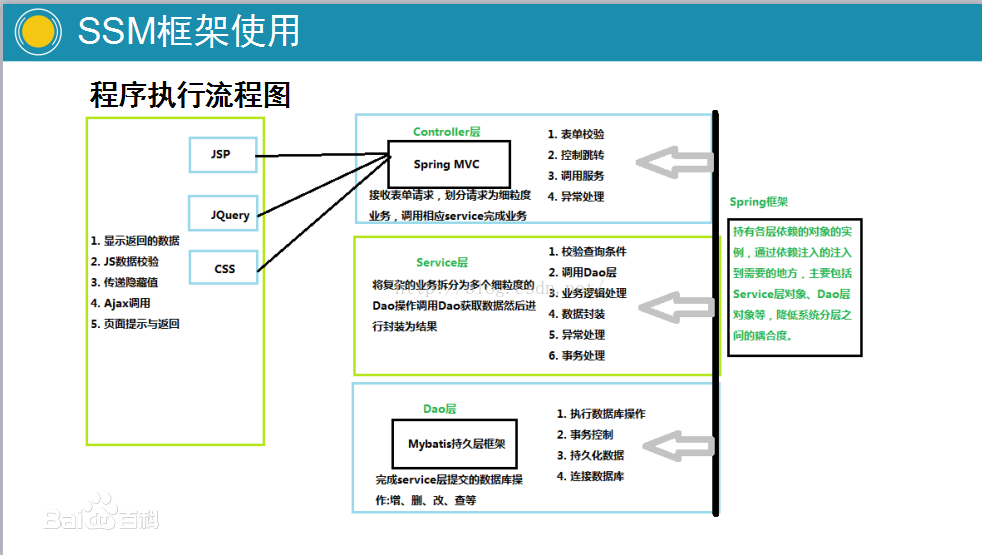 SSM框架使用
程序执行流程图
JSP
JQuery
CSS
1. 显示返回的数据
2. JS数据校验
3. 传递隐藏值
4. Ajax调用
5. 页面提示与返回
Controller层
Spring MVC
接收表单请求，划分请求为细粒度
业务，调用相应service完成业务
1. 表单校验
2. 控制跳转
3. 调用服务
4. 异常处理
Service层
将复杂的业务拆分为多个细粒度的
Dao操作调用Dao获取数据然后进
行封装为结果
1. 校验查询条件
2. 调用Dao层
3. 业务逻辑处理
4. 数据封装
5. 异常处理
6. 事务处理
http://blog.csdn.net/
Dao层
Mybatis持久层框架
完成service层提交的数据库操
作:增、删、改、查等
1. 执行数据库操作
2. 事务控制
3. 持久化数据
4. 连接数据库
Spring框架
持有各层依赖的对象的实
例，通过依赖注入的注入
到需要的地方，主要包括
Service层对象、Dao层
对象等，降低系统分层之
间的耦合度。
Bai百科